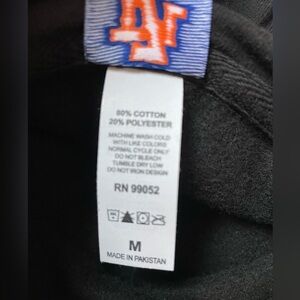 80% COTTON
20% POLYESTER
MACHINE WASH COLD
WITH LIKE COLORS
NORMAL CYCLE ONLY
DO NOT BLEACH
TUMBLE DRY LOW
DO NOT IRON DESIGN
RN 99052
M
MADE IN PAKISTAN